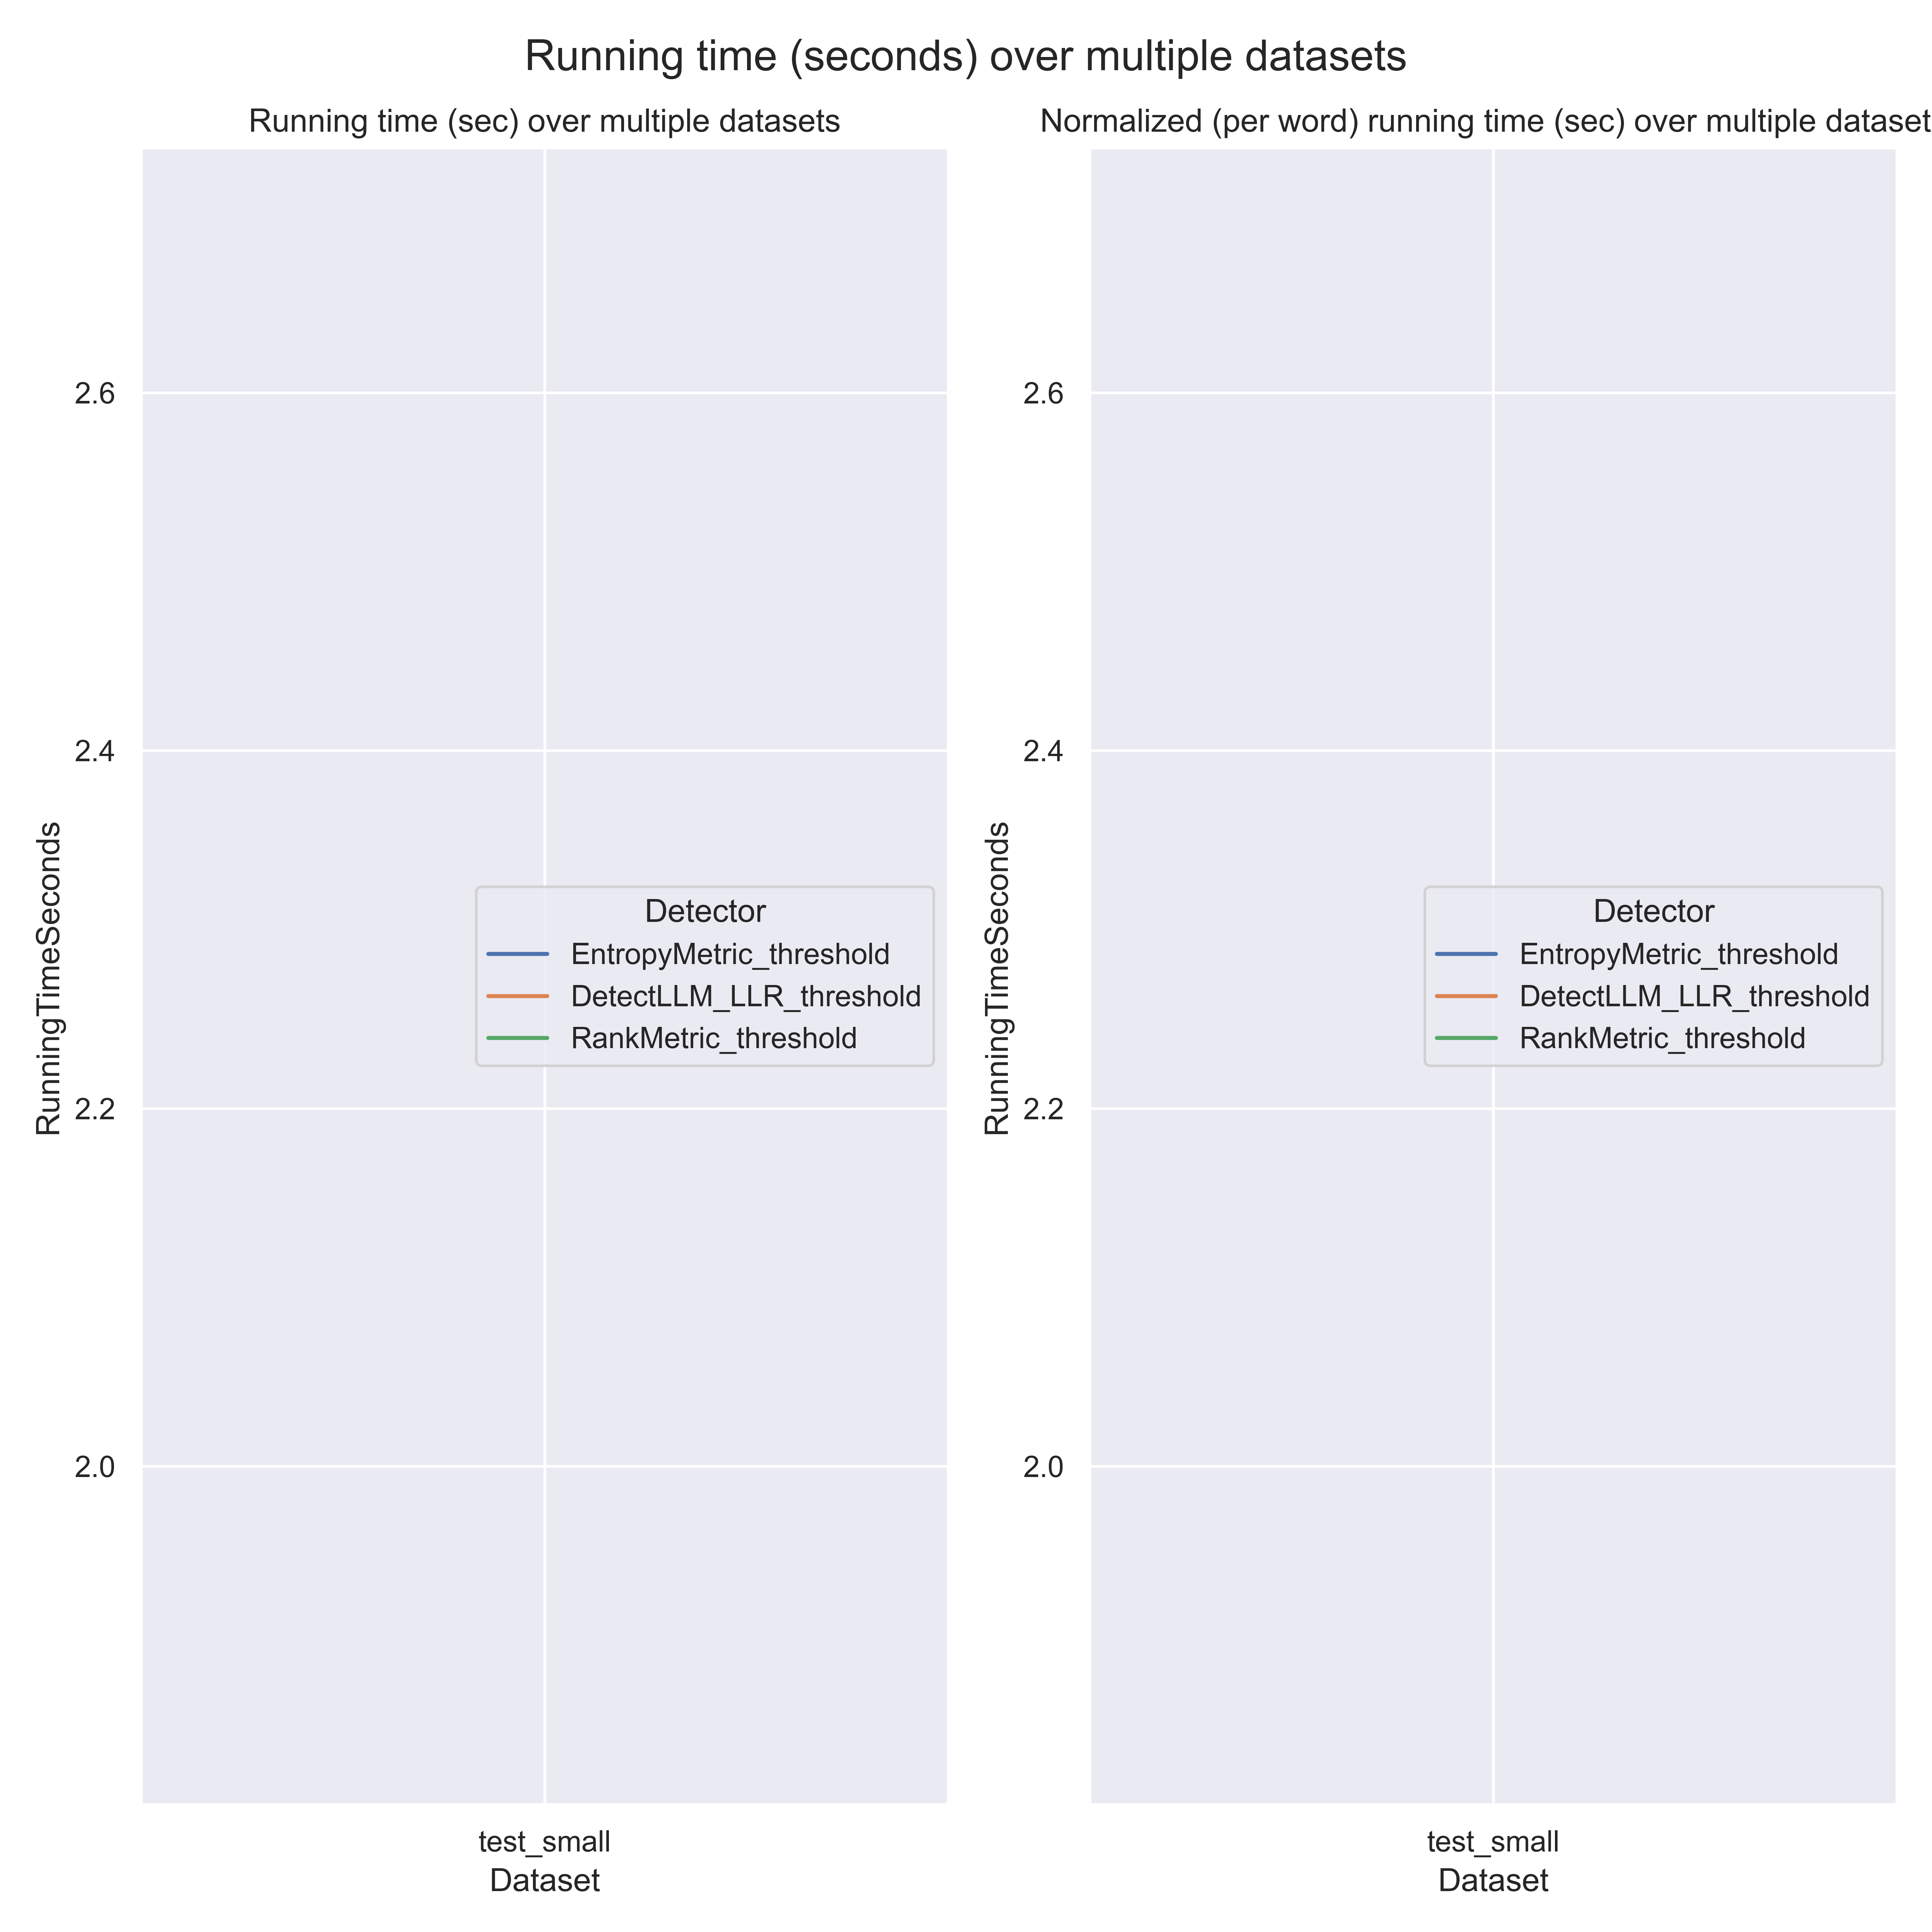 Running time (seconds) over multiple datasets
Running time (sec) over multiple datasets
RunningTimeSeconds
2.6
2.4
2.2
2.0
Detector
EntropyMetric_threshold
DetectLLM_LLR_threshold
RankMetric_threshold
test_small
Dataset
Normalized (per word) running time (sec) over multiple dataset
RunningTimeSeconds
2.6
2.4
2.2
2.0
Detector
EntropyMetric_threshold
DetectLLM_LLR_threshold
RankMetric_threshold
test_small
Dataset